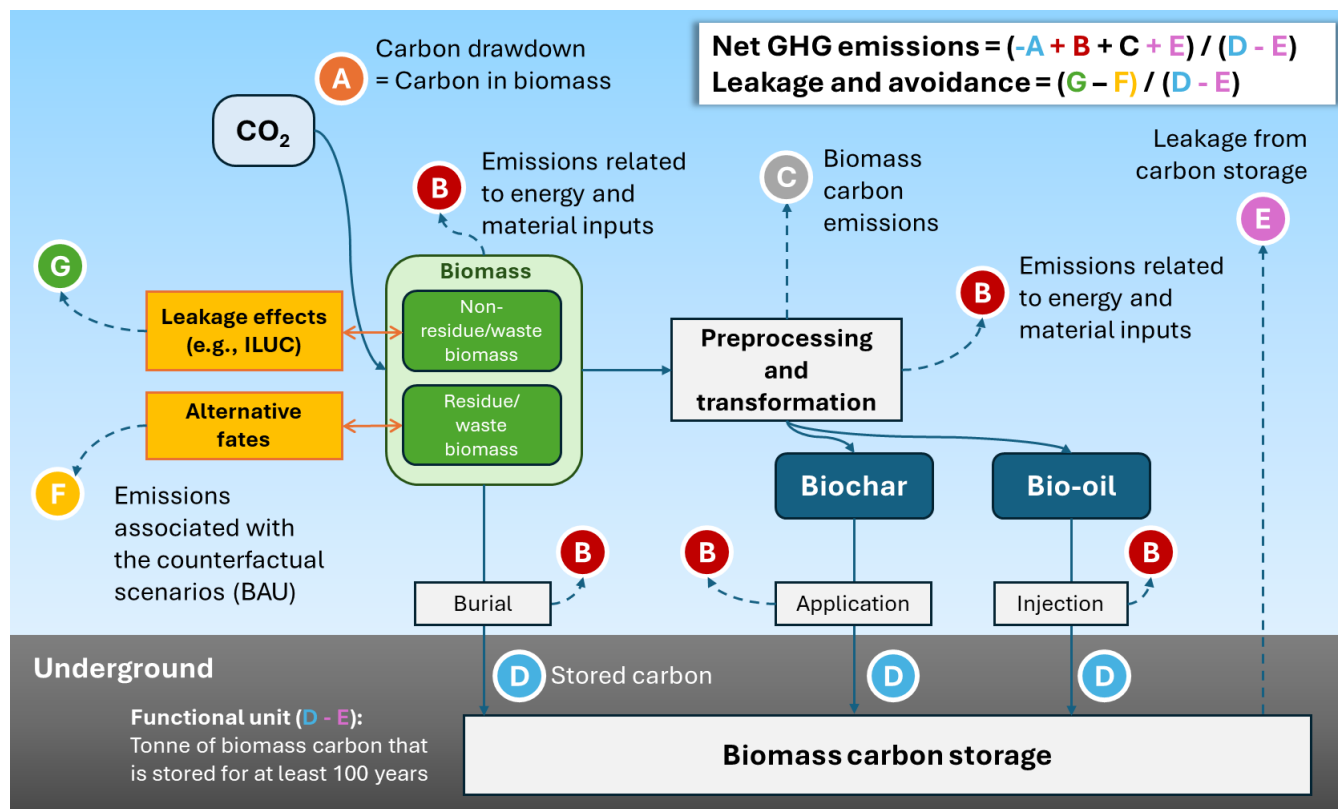 Net GHG emissions = (-A + B + C + E) / (D - E)
Leakage and avoidance = (G – F) / (D - E)
A
Carbon drawdown
= Carbon in biomass
CO₂
B
Emissions related
to energy and
material inputs
C
Biomass
carbon
emissions
Leakage from
carbon storage
E
G
Leakage effects
(e.g., ILUC)
Biomass
Non-
residue/waste
biomass
Residue/
waste
biomass
Alternative
fates
F
Emissions
associated with
the counterfactual
scenarios (BAU)
Preprocessing
and
transformation
B
Emissions related
to energy and
material inputs
Biochar
Bio-oil
B
B
B
Burial
Application
Injection
Underground
D
Stored carbon
D
D
Functional unit (D - E):
Tonne of biomass carbon that
is stored for at least 100 years
Biomass carbon storage